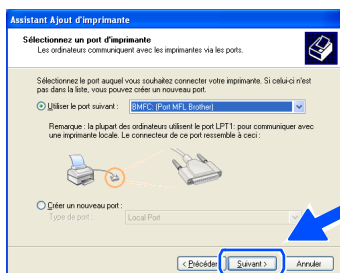 Assistant Ajout d'imprimante
Sélectionnez un port d'imprimante
Les ordinateurs communiquent avec les imprimantes via les ports.
Sélectionnez le port auquel vous souhaitez connecter votre imprimante. Si celui-ci n'est
pas dans la liste, vous pouvez créer un nouveau port.
Utiliser le port suivant :
BMFC: (Port MFL Brother)
Remarque : la plupart des ordinateurs utilisent le port LPT1: pour communiquer avec
une imprimante locale. Le connecteur de ce port ressemble à ceci :
Créer un nouveau port :
Type de port :
Local Port
< Précédent
Suivant >
Annuler